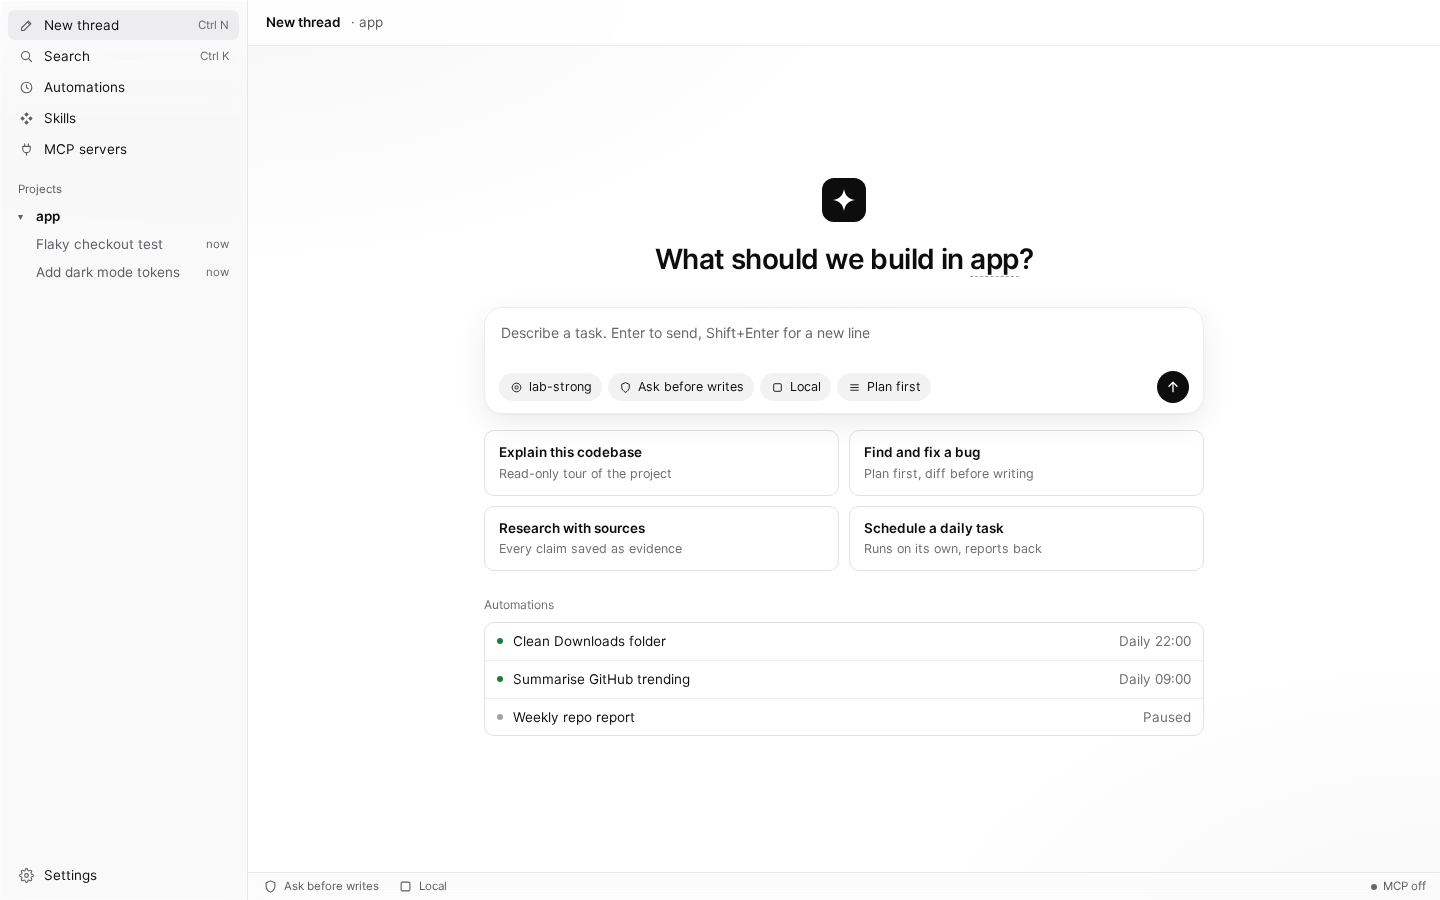 New thread Ctrl N
Search Ctrl K
Automations
Skills
MCP servers
Projects
app
Flaky checkout test now
Add dark mode tokens now
Settings
New thread · app
What should we build in app?
Describe a task. Enter to send, Shift+Enter for a new line
lab-strong Ask before writes Local Plan first
Explain this codebase
Read-only tour of the project
Find and fix a bug
Plan first, diff before writing
Research with sources
Every claim saved as evidence
Schedule a daily task
Runs on its own, reports back
Automations
Clean Downloads folder Daily 22:00
Summarise GitHub trending Daily 09:00
Weekly repo report Paused
Ask before writes Local MCP off